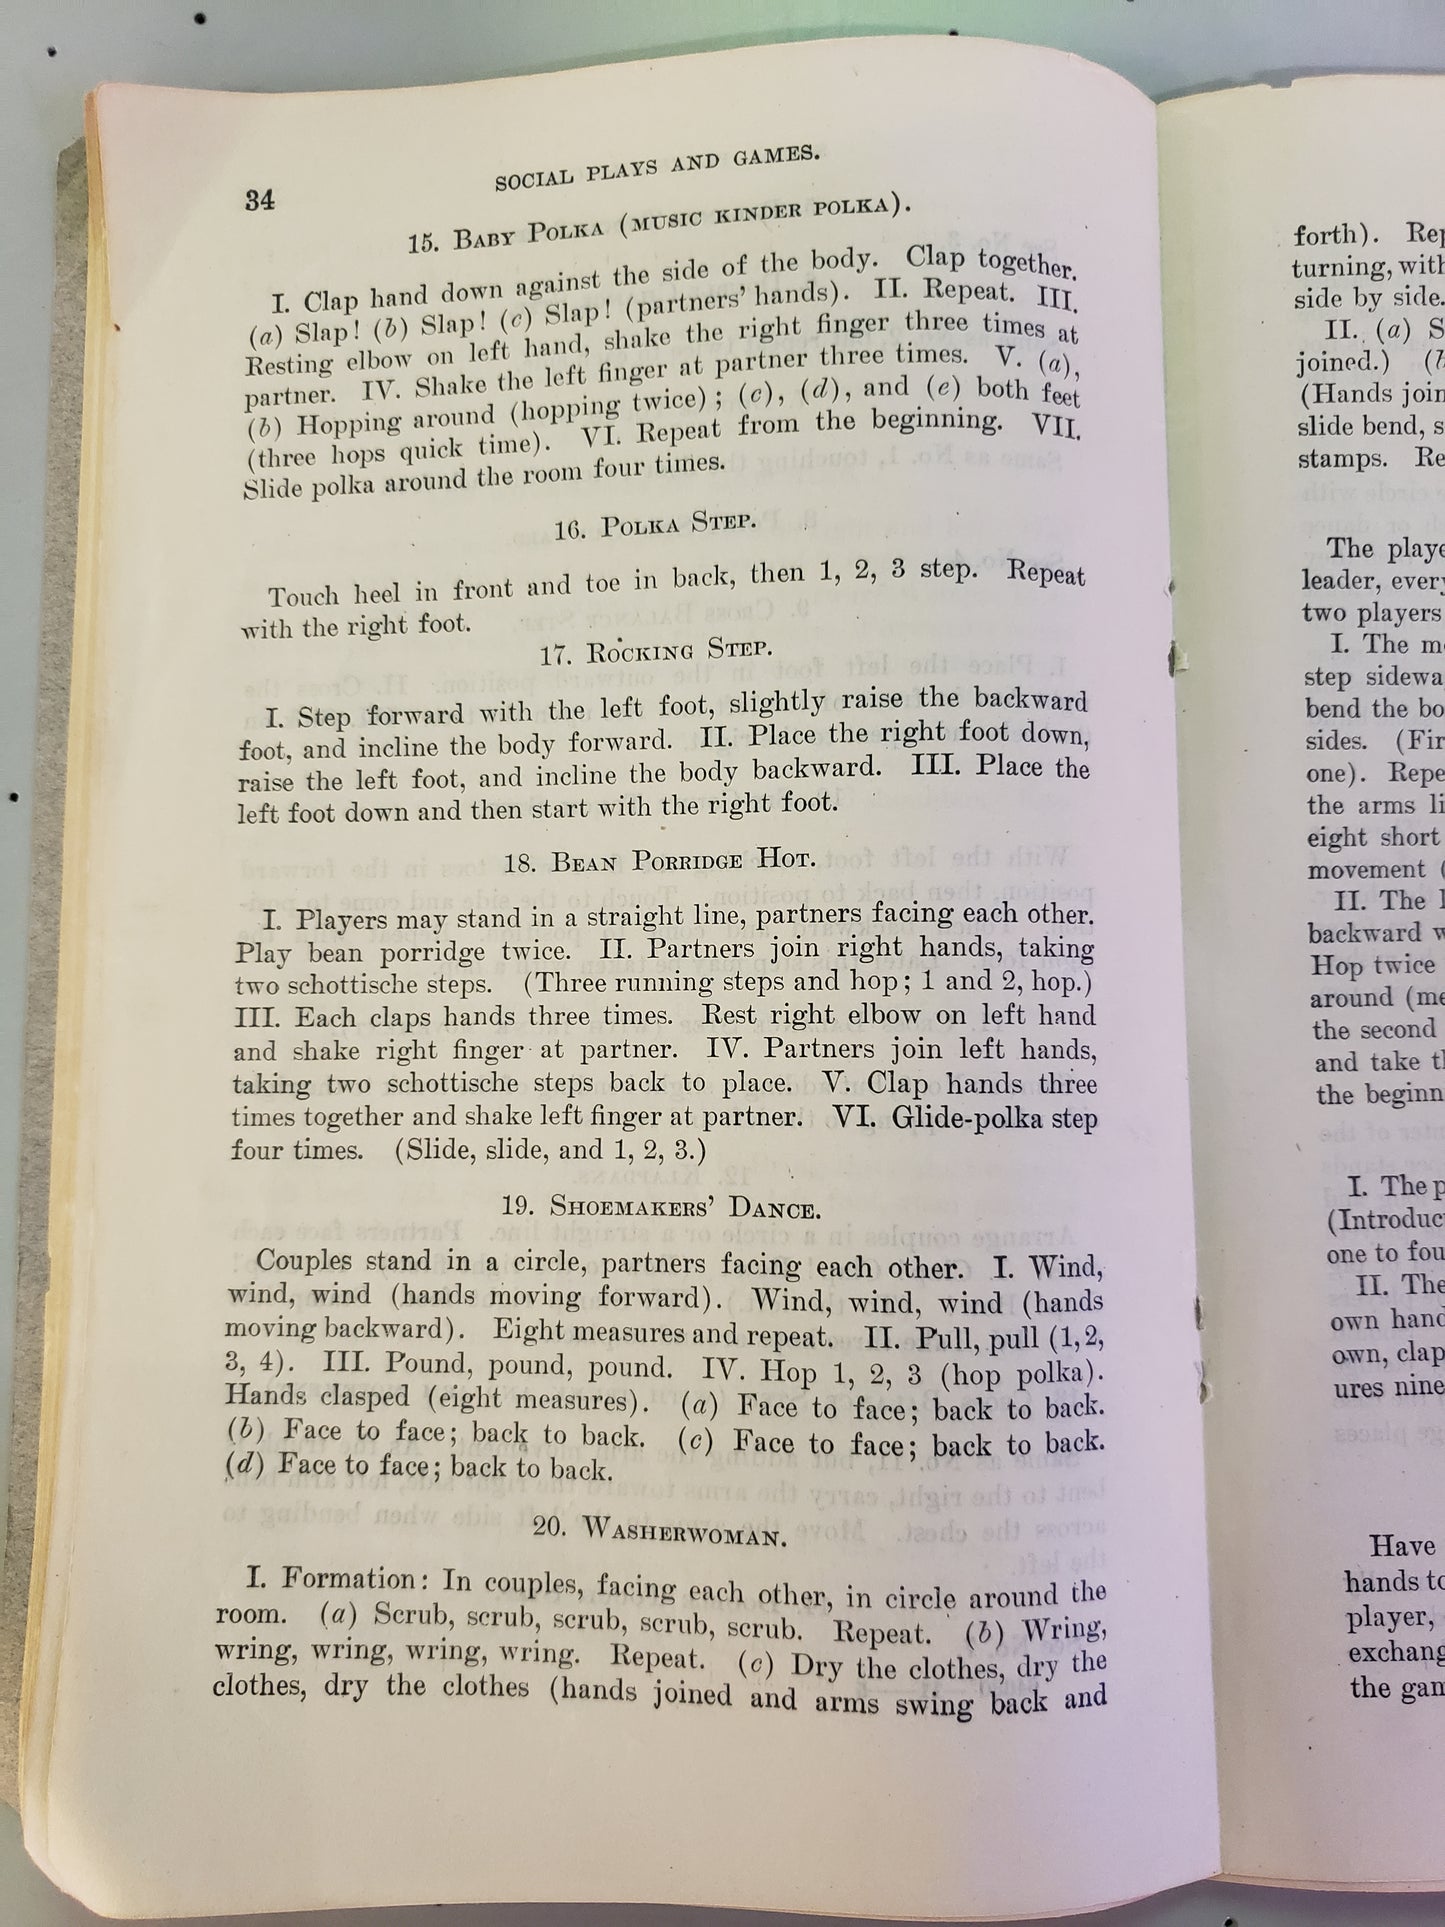 34
SOCIAL PLAYS AND GAMES.
15. BABY POLKA (MUSIC KINDER POLKA).
I. Clap hand down against the side of the body. Clap together.
(a) Slap! (b) Slap! (c) Slap! (partners' hands). II. Repeat. III.
Resting elbow on left hand, shake the right finger three times at
partner. IV. Shake the left finger at partner three times. V. (a),
(b) Hopping around (hopping twice); (c), (d), and (e) both feet
(three hops quick time). VI. Repeat from the beginning. VII.
Slide polka around the room four times.
16. POLKA STEP.
Touch heel in front and toe in back, then 1, 2, 3 step. Repeat
with the right foot.
17. ROCKING STEP.
I. Step forward with the left foot, slightly raise the backward
foot, and incline the body forward. II. Place the right foot down,
raise the left foot, and incline the body backward. III. Place the
left foot down and then start with the right foot.
18. BEAN PORRIDGE HOT.
I. Players may stand in a straight line, partners facing each other.
Play bean porridge twice. II. Partners join right hands, taking
two schottische steps. (Three running steps and hop; 1 and 2, hop.)
III. Each claps hands three times. Rest right elbow on left hand
and shake right finger at partner. IV. Partners join left hands,
taking two schottische steps back to place. V. Clap hands three
times together and shake left finger at partner. VI. Glide-polka step
four times. (Slide, slide, and 1, 2, 3.)
19. SHOEMAKERS' DANCE.
Couples stand in a circle, partners facing each other. I. Wind,
wind, wind (hands moving forward). Wind, wind, wind (hands
moving backward). Eight measures and repeat. II. Pull, pull (1, 2,
3, 4). III. Pound, pound, pound. IV. Hop 1, 2, 3 (hop polka).
Hands clasped (eight measures). (a) Face to face; back to back.
(b) Face to face; back to back. (c) Face to face; back to back.
(d) Face to face; back to back.
20. WASHERWOMAN.
I. Formation: In couples, facing each other, in circle around the
room. (a) Scrub, scrub, scrub, scrub, scrub. Repeat. (b) Wring,
wring, wring, wring, wring. Repeat. (c) Dry the clothes, dry the
clothes, dry the clothes (hands joined and arms swing back and
forth).
turning,
side by side.
II. (a)
joined.)
(Hands
slide bend,
stamps.
The
leader,
two players
I. The
step
bend the
sides.
one).
the arms
eight short
movement
II. The
backward
Hop twice
around
the second
and take
the
I. The
one to
II. The
own
own,
ures nine
Have
hands
player,
the